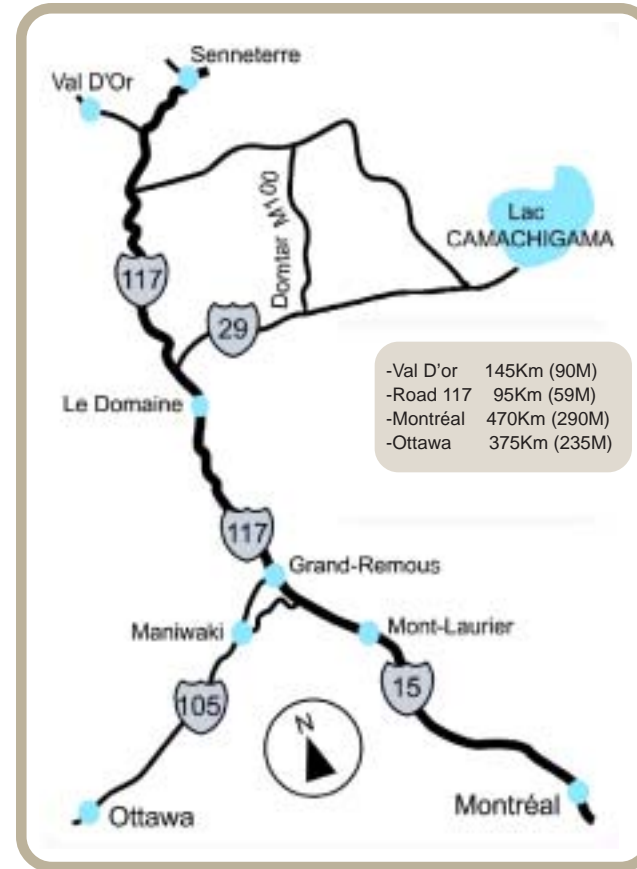 Senneterre
Val D'Or
Domtar M100
Lac
CAMACHIGAMA
117
29
-Val D'or 145Km (90M)
-Road 117 95Km (59M)
-Montréal 470Km (290M)
-Ottawa 375Km (235M)
Le Domaine
117
Grand-Remous
Maniwaki
Mont-Laurier
105
15
N
Ottawa
Montréal